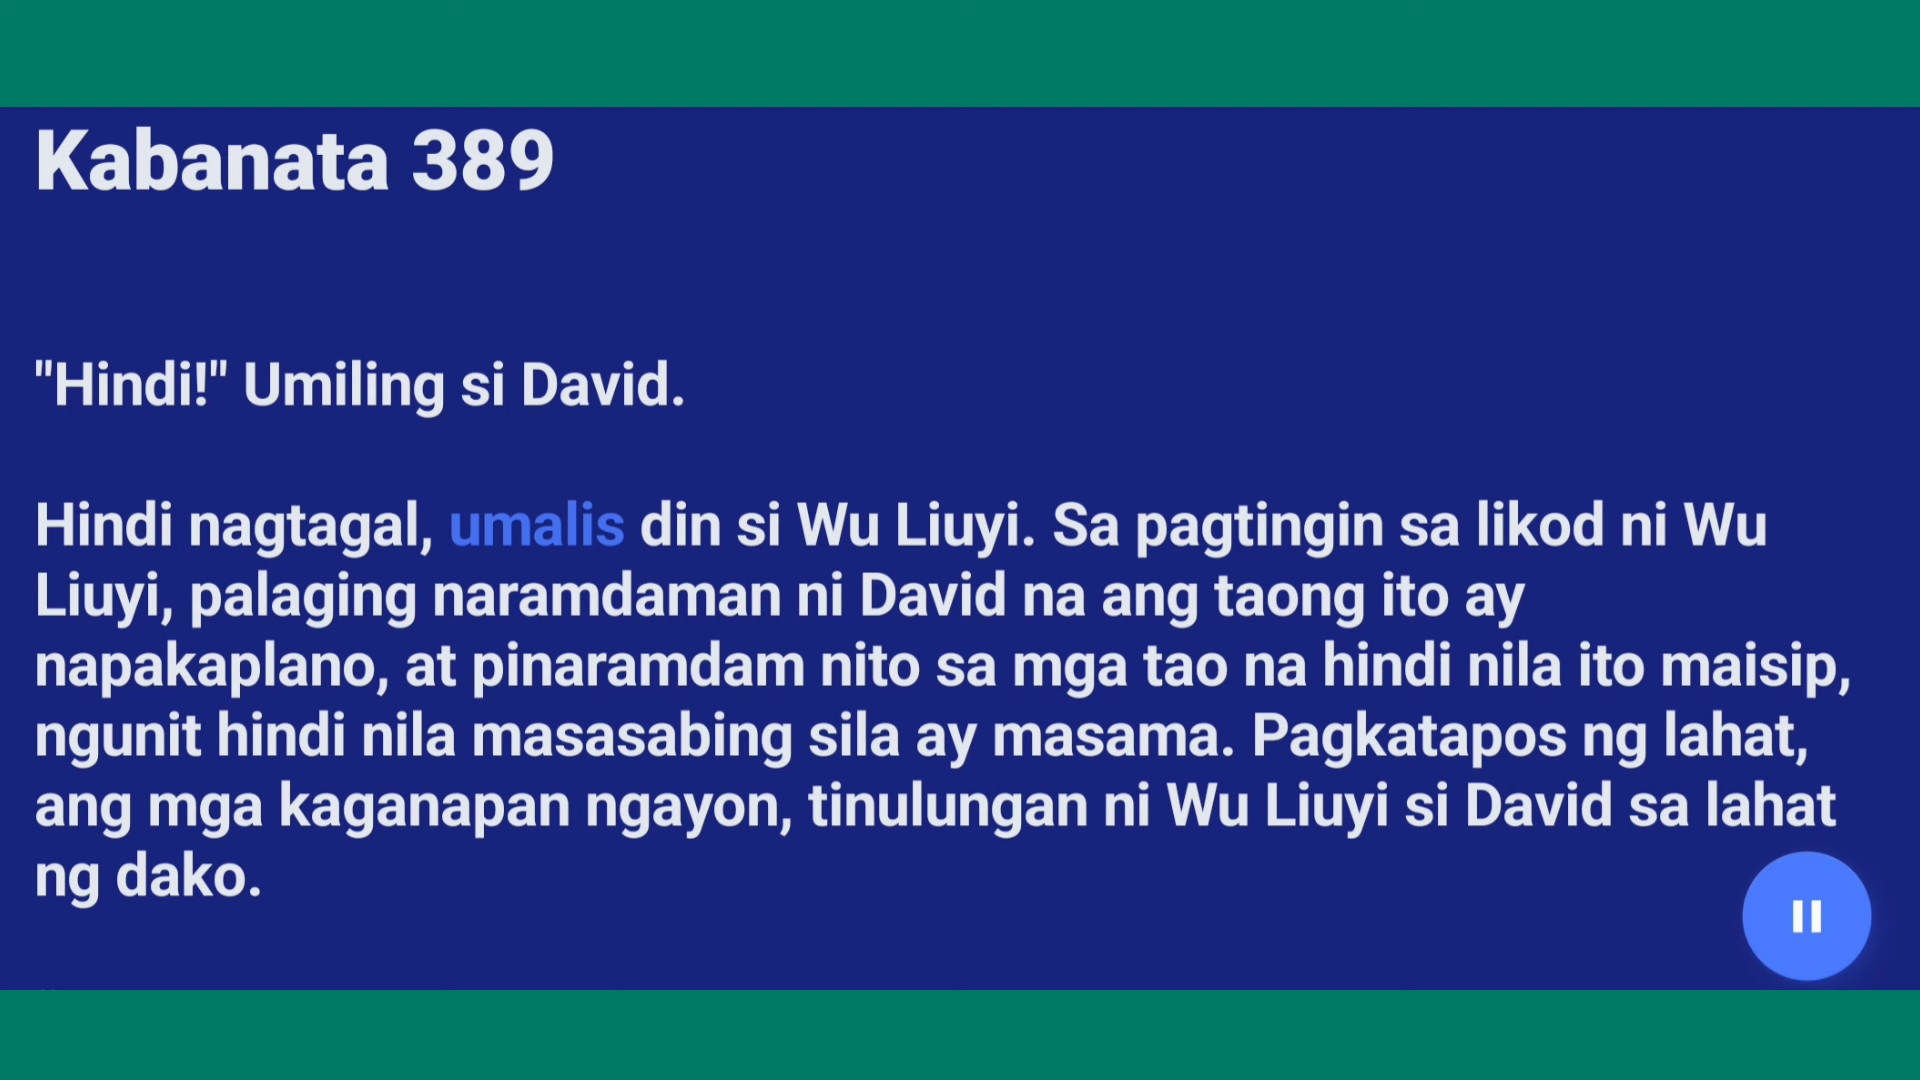 Kabanata 389
"Hindi!" Umiling si David.
Hindi nagtagal, umalis din si Wu Liuyi. Sa pagtingin sa likod ni Wu
Liuyi, palaging naramdaman ni David na ang taong ito ay
napakaplano, at pinaramdam nito sa mga tao na hindi nila ito maisip,
ngunit hindi nila masasabing sila ay masama. Pagkatapos ng lahat,
ang mga kaganapan ngayon, tinulungan ni Wu Liuyi si David sa lahat
ng dako.